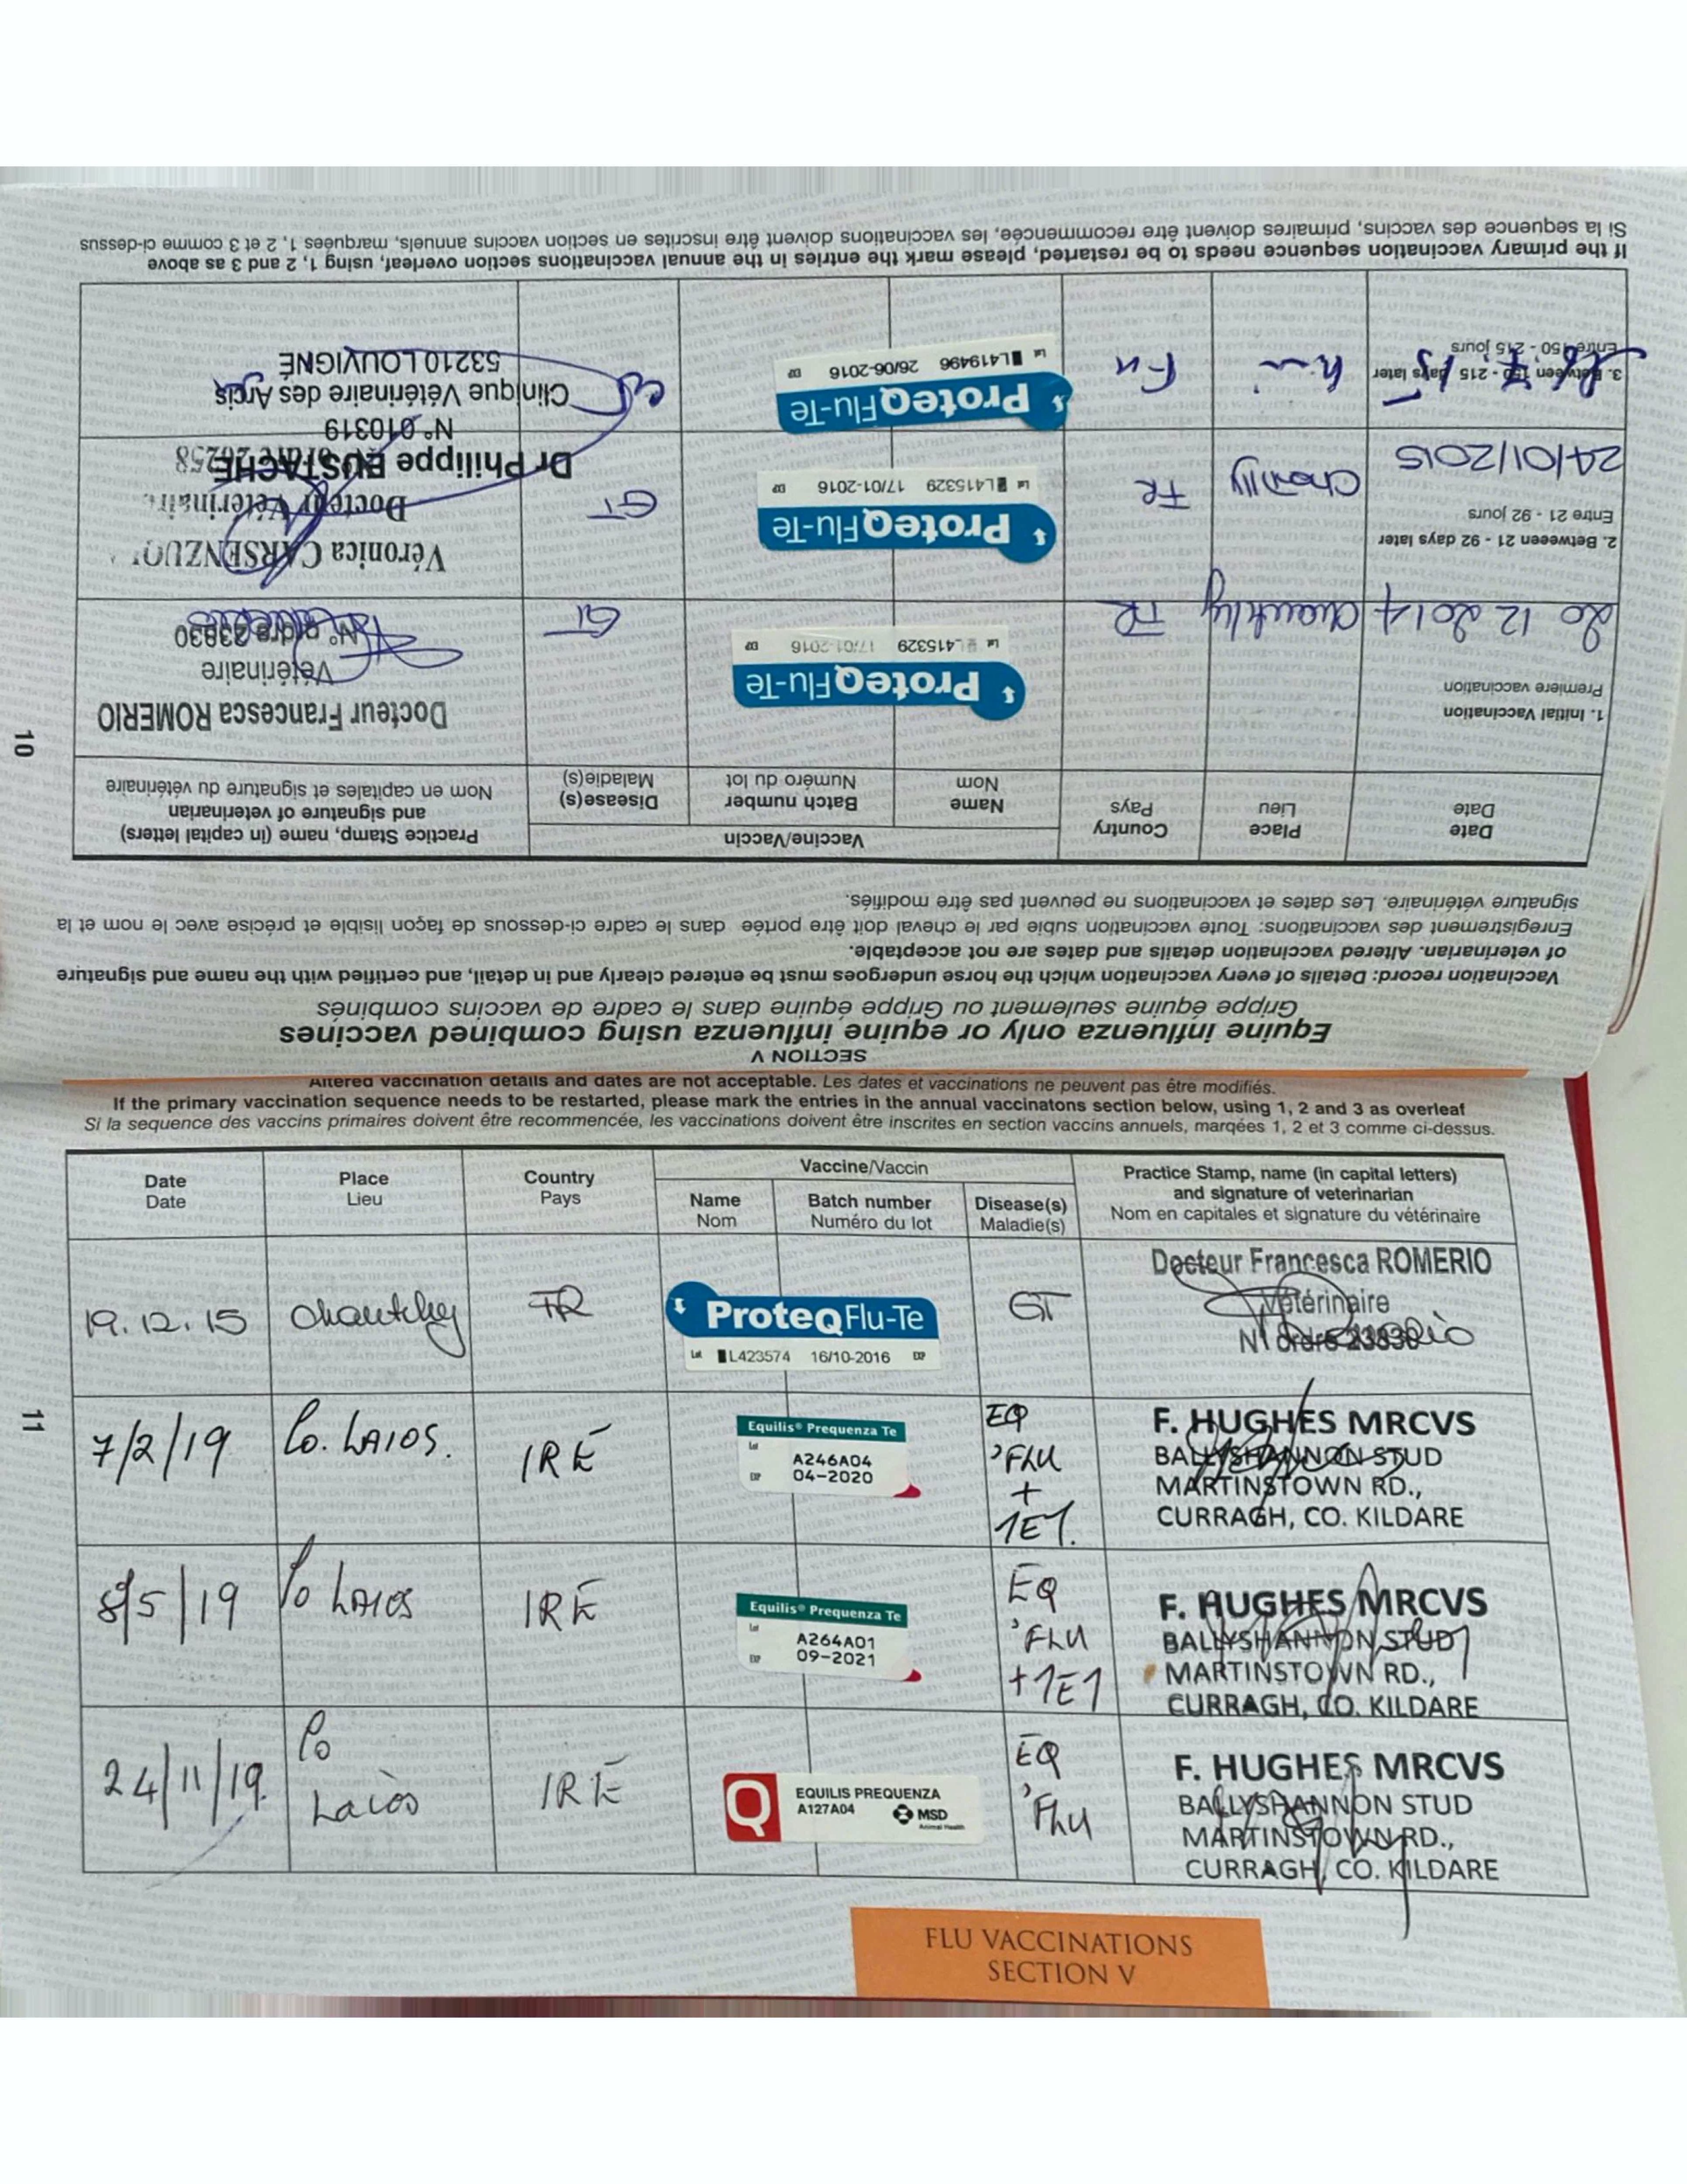 SECTION V
Equine influenza only or equine influenza using combined vaccines
Grippe équine seulement ou Grippe équine dans le cadre de vaccins combinés
Vaccination record: Details of every vaccination which the horse undergoes must be entered clearly and in detail, and certified with the name and signature
of veterinarian. Altered vaccination details and dates are not acceptable.
Enregistrement des vaccinations: Toute vaccination subie par le cheval doit être portée dans le cadre ci-dessous de façon lisible et précise avec le nom et la
signature vétérinaire. Les dates et vaccinations ne peuvent pas être modifiés.
Date
Date
Place
Lieu
Country
Pays
Vaccine/Vaccin
Name
Nom
Batch number
Numéro du lot
Disease(s)
Maladie(s)
Practice Stamp, name (in capital letters)
and signature of veterinarian
Nom en capitales et signature du vétérinaire
1. Initial Vaccination
Premiere vaccination
20 12 2014
Chantilly
FR
ProteqFlu-Te
Lot L415329 17/01-2016 EXP
GT
Docteur Francesca ROMERIO
Vétérinaire
N° ordre 23830
2. Betweeen 21 - 92 days later
Entre 21 - 92 jours
24/01/2015
Chantilly
FR
ProteqFlu-Te
Lot L415329 17/01-2016 EXP
GT
Véronica CARSENZUO
Docteur Vétérinaire
3. Between 150 - 215 days later
Entre 150 - 215 jours
ProteqFlu-Te
Lot L419496 26/06-2016 EXP
Dr Philippe EUSTACHE
N° 010319
Clinique Vétérinaire des Arcis
53210 LOUVIGNÉ
If the primary vaccination sequence needs to be restarted, please mark the entries in the annual vaccinations section overleaf, using 1, 2 and 3 as above
Si la sequence des vaccins, primaires doivent être recommencée, les vaccinations doivent être inscrites en section vaccins annuels, marquées 1, 2 et 3 comme ci-dessus
10
Altered vaccination details and dates are not acceptable. Les dates et vaccinations ne peuvent pas être modifiés.
If the primary vaccination sequence needs to be restarted, please mark the entries in the annual vaccinatons section below, using 1, 2 and 3 as overleaf
Si la sequence des vaccins primaires doivent être recommencée, les vaccinations doivent être inscrites en section vaccins annuels, marqées 1, 2 et 3 comme ci-dessus.
Date
Date
Place
Lieu
Country
Pays
Vaccine/Vaccin
Name
Nom
Batch number
Numéro du lot
Disease(s)
Maladie(s)
Practice Stamp, name (in capital letters)
and signature of veterinarian
Nom en capitales et signature du vétérinaire
19.12.15
Chantilly
FR
ProteqFlu-Te
Lot L423574 16/10-2016 EXP
GT
Docteur Francesca ROMERIO
Vétérinaire
N° ordre 23830
7/2/19
Co. LAIOS.
IRE
Equilis® Prequenza Te
Lot
A246A04
EXP 04-2020
EQ
'FLU
+
TET.
F. HUGHES MRCVS
BALLYSHANNON STUD
MARTINSTOWN RD.,
CURRAGH, CO. KILDARE
8/5/19
Co LAIOS
IRE
Equilis® Prequenza Te
Lot
A264A01
EXP 09-2021
EQ
'FLU
+TET
F. HUGHES MRCVS
BALLYSHANNON STUD
MARTINSTOWN RD.,
CURRAGH, CO. KILDARE
24/11/19.
Co
Laios
IRE
Q
EQUILIS PREQUENZA
A127A04
MSD
Animal Health
EQ
'FLU
F. HUGHES MRCVS
BALLYSHANNON STUD
MARTINSTOWN RD.,
CURRAGH, CO. KILDARE
11
FLU VACCINATIONS
SECTION V